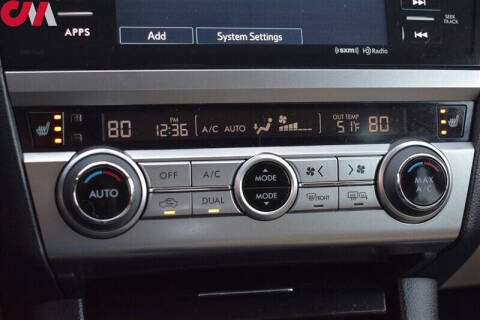 CM
APPS
Add
System Settings
SEEK
TRACK
((sxm))
HD Radio
80
PM
12:36
A/C AUTO
OUT TEMP
51°F
80
AUTO
OFF
A/C
MODE
MODE
DUAL
FRONT
MAX
A/C